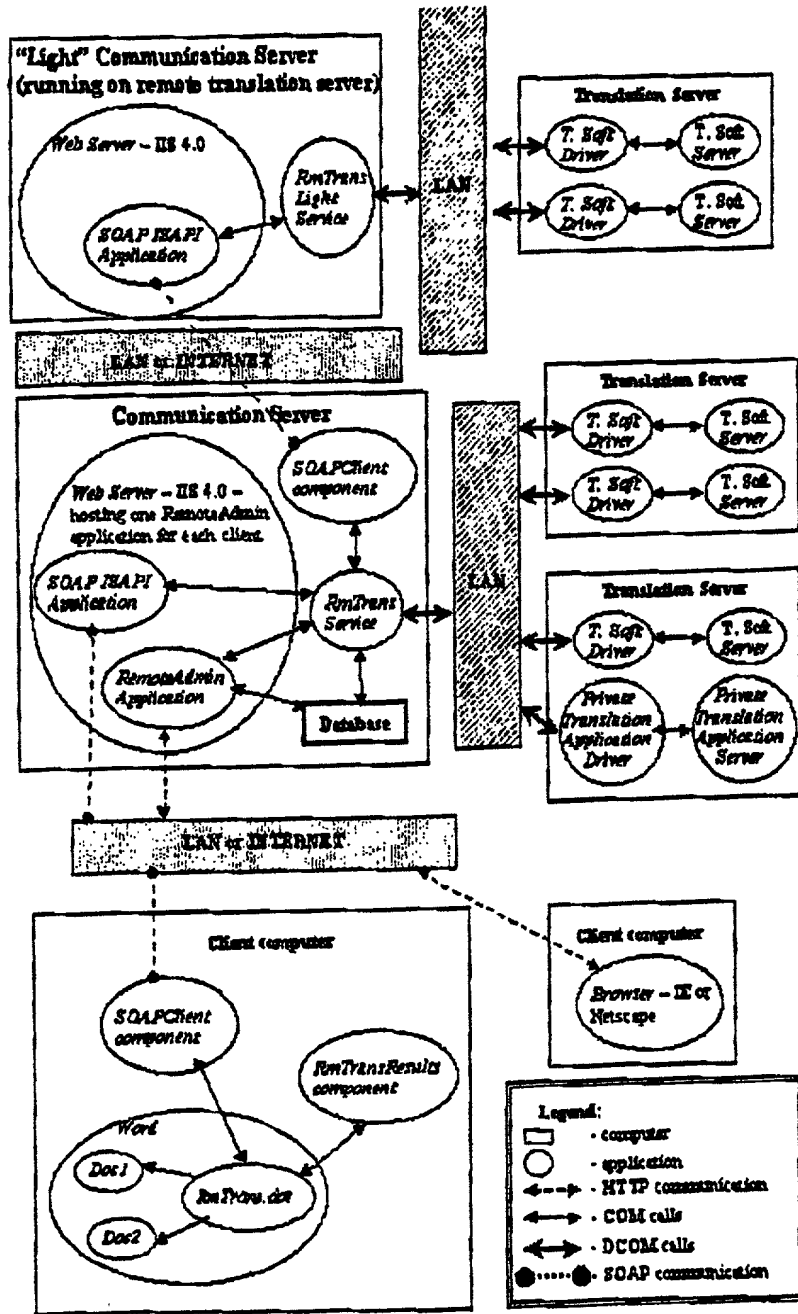 "Light" Communication Server
(running on remote translation server)
Web Server – IIS 4.0
SOAP ISAPI
Application
RmTrans
Light
Service
LAN
Translation Server
T. Soft
Driver
T. Soft
Server
T. Soft
Driver
T. Soft
Server
LAN or INTERNET
Communication Server
Web Server – IIS 4.0 –
hosting one RemoteAdmin
application for each client
SOAPClient
component
SOAP ISAPI
Application
RmTrans
Service
RemoteAdmin
Application
Database
LAN
Translation Server
T. Soft
Driver
T. Soft
Server
T. Soft
Driver
T. Soft
Server
Translation Server
T. Soft
Driver
T. Soft
Server
Private
Translation
Application
Driver
Private
Translation
Application
Server
LAN or INTERNET
Client computer
SOAPClient
component
RmTransResults
component
Word
Doc1
RmTrans.dot
Doc2
Client computer
Browser – IE or
Netscape
Legend:
- computer
- application
- HTTP communication
- COM calls
- DCOM calls
- SOAP communication